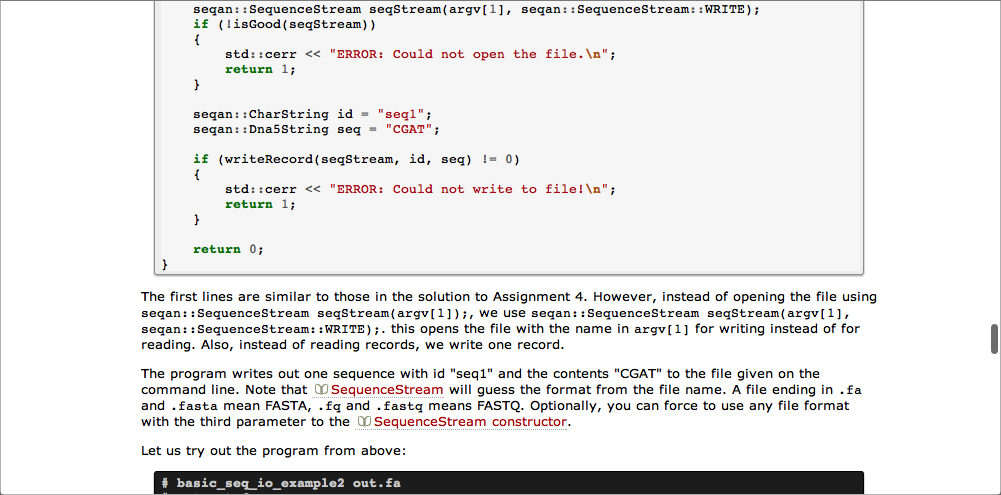 seqan::SequenceStream seqStream(argv[1], seqan::SequenceStream::WRITE);
if (!isGood(seqStream))
{
std::cerr << "ERROR: Could not open the file.\n";
return 1;
}
seqan::CharString id = "seq1";
seqan::Dna5String seq = "CGAT";
if (writeRecord(seqStream, id, seq) != 0)
{
std::cerr << "ERROR: Could not write to file!\n";
return 1;
}
return 0;
}
The first lines are similar to those in the solution to Assignment 4. However, instead of opening the file using
seqan::SequenceStream seqStream(argv[1]);, we use seqan::SequenceStream seqStream(argv[1],
seqan::SequenceStream::WRITE);. this opens the file with the name in argv[1] for writing instead of for
reading. Also, instead of reading records, we write one record.
The program writes out one sequence with id "seq1" and the contents "CGAT" to the file given on the
command line. Note that SequenceStream will guess the format from the file name. A file ending in .fa
and .fasta mean FASTA, .fq and .fastq means FASTQ. Optionally, you can force to use any file format
with the third parameter to the SequenceStream constructor.
Let us try out the program from above:
# basic_seq_io_example2 out.fa